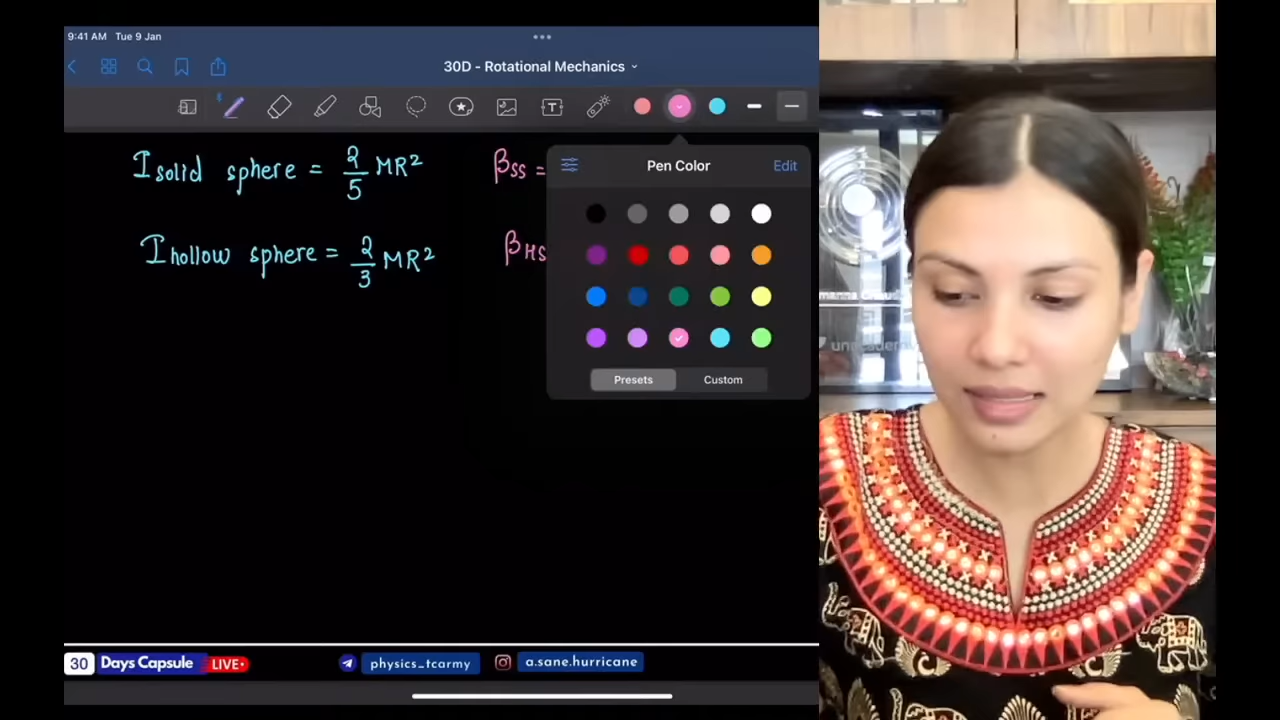 9:41 AM Tue 9 Jan
30D - Rotational Mechanics
Pen Color
Edit
I solid sphere = 2/5 MR² βSS =
I hollow sphere = 2/3 MR² βHS
Presets Custom
30 Days Capsule LIVE
physics_tcarmy
a.sane.hurricane